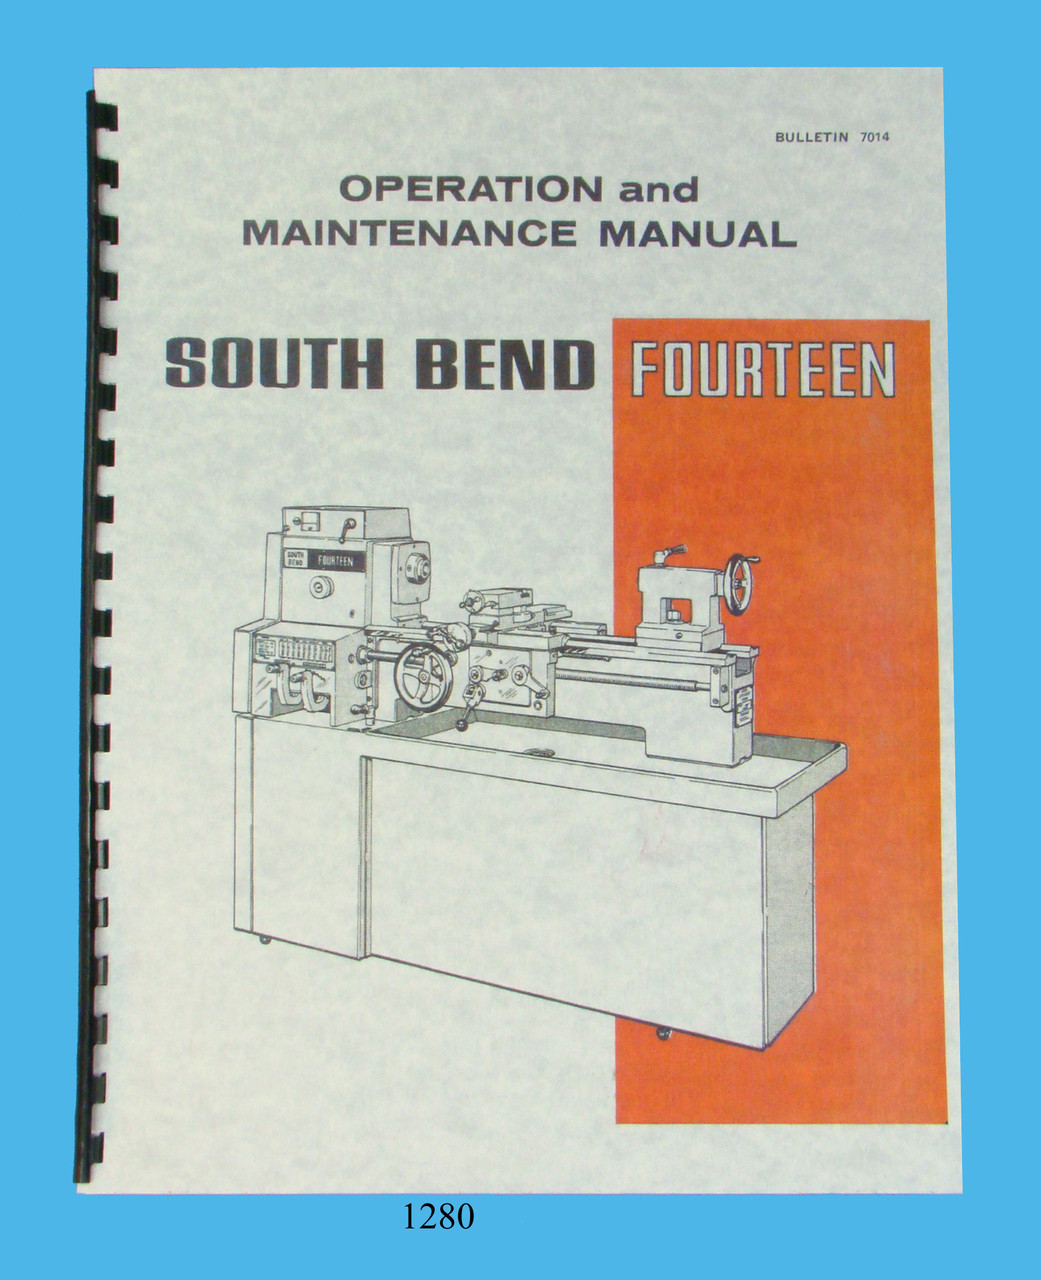 BULLETIN 7014
OPERATION and
MAINTENANCE MANUAL
SOUTH BEND FOURTEEN
SOUTH
BEND
FOURTEEN
1280